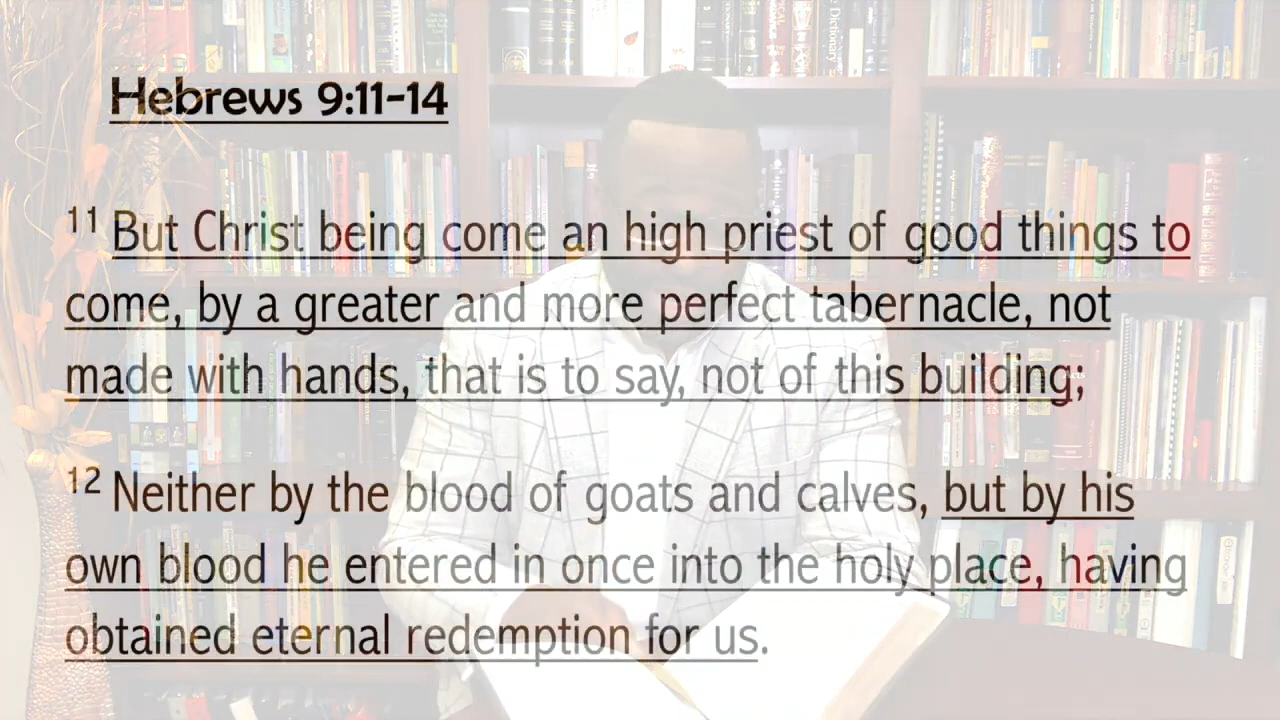 Hebrews 9:11-14
11 But Christ being come an high priest of good things to
come, by a greater and more perfect tabernacle, not
made with hands, that is to say, not of this building;
12 Neither by the blood of goats and calves, but by his
own blood he entered in once into the holy place, having
obtained eternal redemption for us.
Dictionary